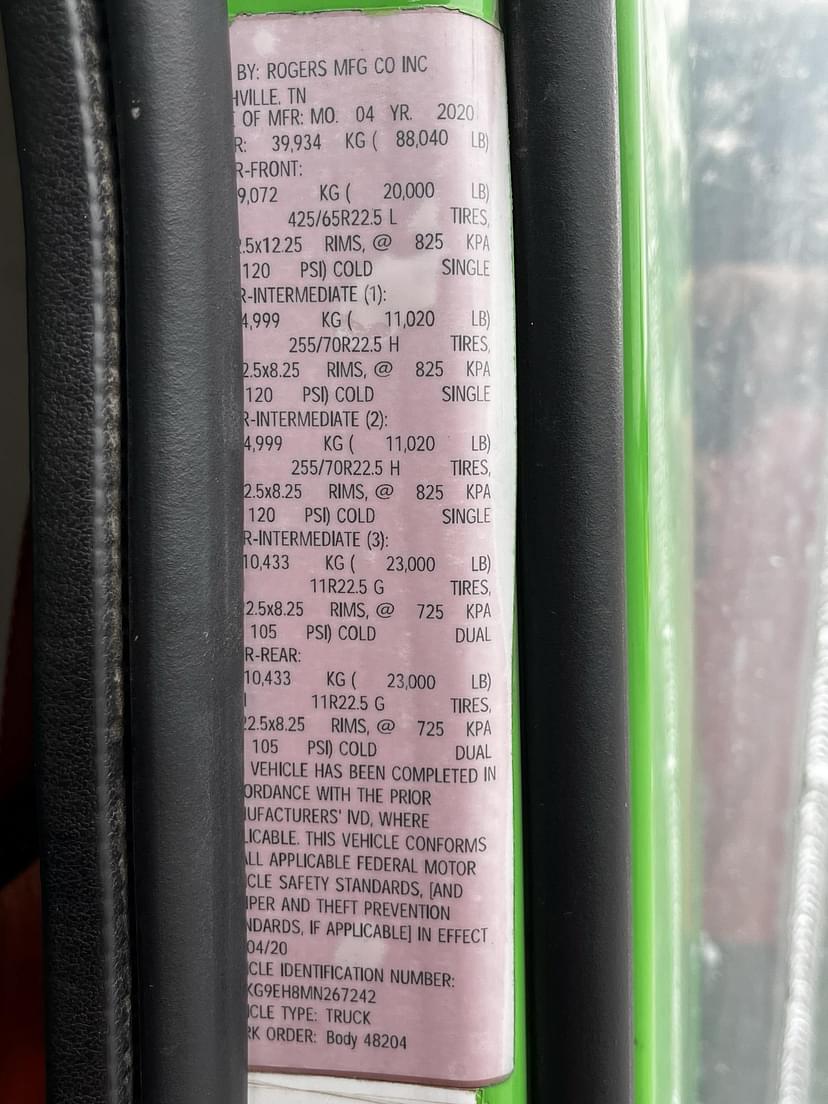 BY: ROGERS MFG CO INC
HVILLE, TN
OF MFR: MO. 04 YR. 2020
R: 39,934 KG ( 88,040 LB)
R-FRONT:
9,072 KG ( 20,000 LB)
425/65R22.5 L TIRES,
.5x12.25 RIMS, @ 825 KPA
120 PSI) COLD SINGLE
R-INTERMEDIATE (1):
4,999 KG ( 11,020 LB)
255/70R22.5 H TIRES,
2.5x8.25 RIMS, @ 825 KPA
120 PSI) COLD SINGLE
R-INTERMEDIATE (2):
4,999 KG ( 11,020 LB)
255/70R22.5 H TIRES,
2.5x8.25 RIMS, @ 825 KPA
120 PSI) COLD SINGLE
R-INTERMEDIATE (3):
10,433 KG ( 23,000 LB)
11R22.5 G TIRES,
2.5x8.25 RIMS, @ 725 KPA
105 PSI) COLD DUAL
R-REAR:
10,433 KG ( 23,000 LB)
11R22.5 G TIRES,
22.5x8.25 RIMS, @ 725 KPA
105 PSI) COLD DUAL
VEHICLE HAS BEEN COMPLETED IN
ORDANCE WITH THE PRIOR
UFACTURERS' IVD, WHERE
LICABLE. THIS VEHICLE CONFORMS
ALL APPLICABLE FEDERAL MOTOR
CLE SAFETY STANDARDS, [AND
PER AND THEFT PREVENTION
NDARDS, IF APPLICABLE] IN EFFECT
04/20
CLE IDENTIFICATION NUMBER:
KG9EH8MN267242
ICLE TYPE: TRUCK
RK ORDER: Body 48204